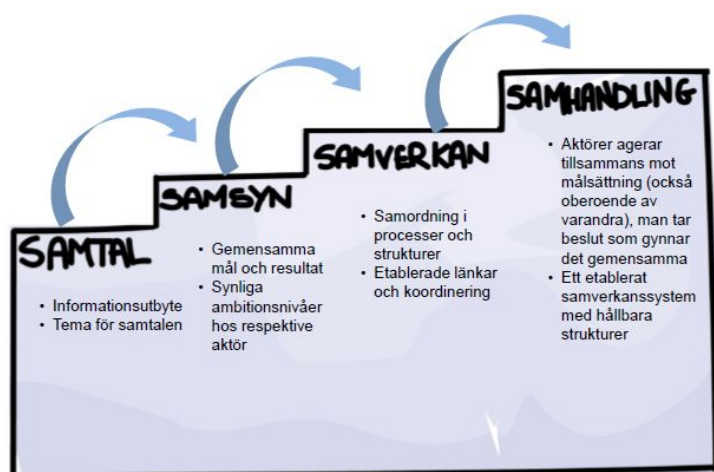 SAMTAL
• Informationsutbyte
• Tema för samtalen
SAMSYN
• Gemensamma
mål och resultat
• Synliga
ambitionsnivåer
hos respektive
aktör
SAMVERKAN
• Samordning i
processer och
strukturer
• Etablerade länkar
och koordinering
SAMHANDLING
• Aktörer agerar
tillsammans mot
målsättning (också
oberoende av
varandra), man tar
beslut som gynnar
det gemensamma
• Ett etablerat
samverkanssystem
med hållbara
strukturer